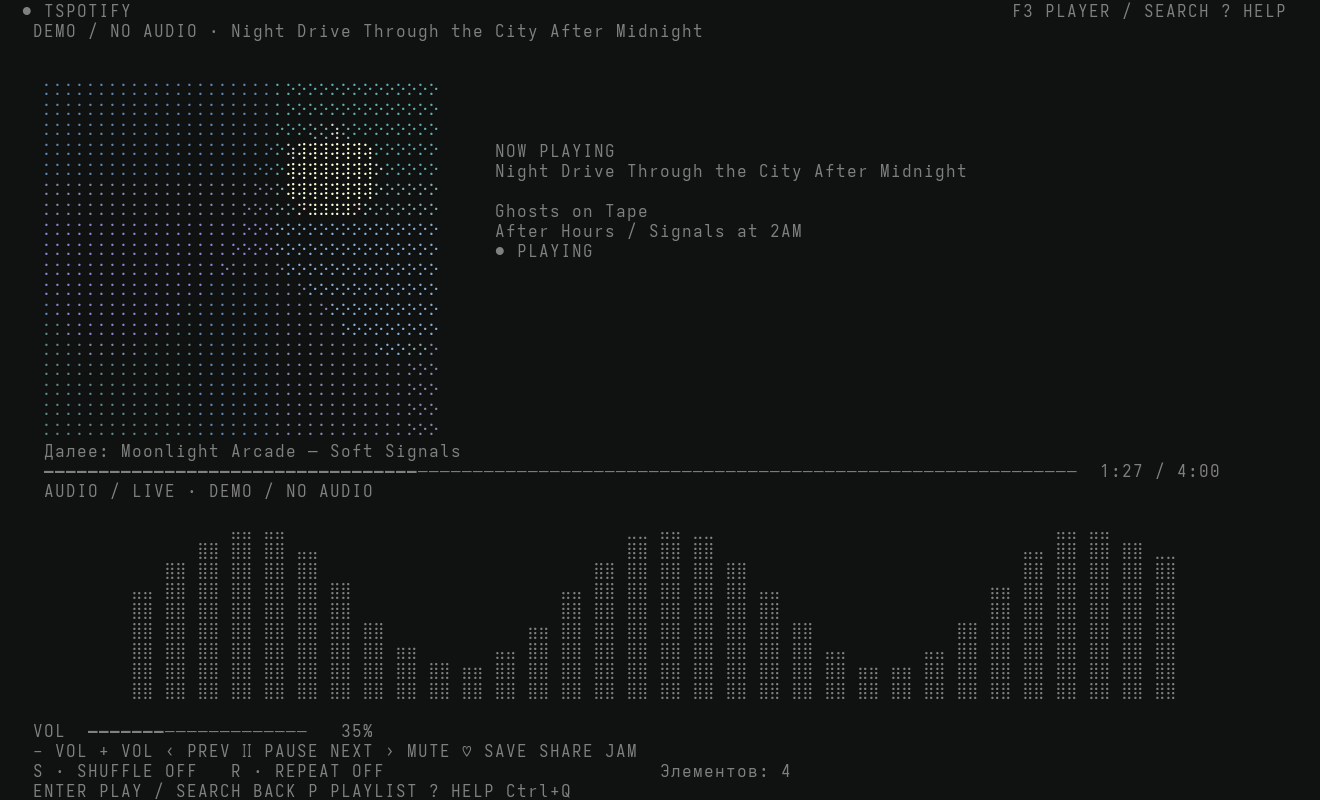 ● TSPOTIFY F3 PLAYER / SEARCH ? HELP
DEMO / NO AUDIO · Night Drive Through the City After Midnight
NOW PLAYING
Night Drive Through the City After Midnight
Ghosts on Tape
After Hours / Signals at 2AM
● PLAYING
Далее: Moonlight Arcade — Soft Signals
1:27 / 4:00
AUDIO / LIVE · DEMO / NO AUDIO
VOL 35%
− VOL + VOL ‹ PREV II PAUSE NEXT › MUTE ♡ SAVE SHARE JAM
S · SHUFFLE OFF R · REPEAT OFF Элементов: 4
ENTER PLAY / SEARCH BACK P PLAYLIST ? HELP Ctrl+Q